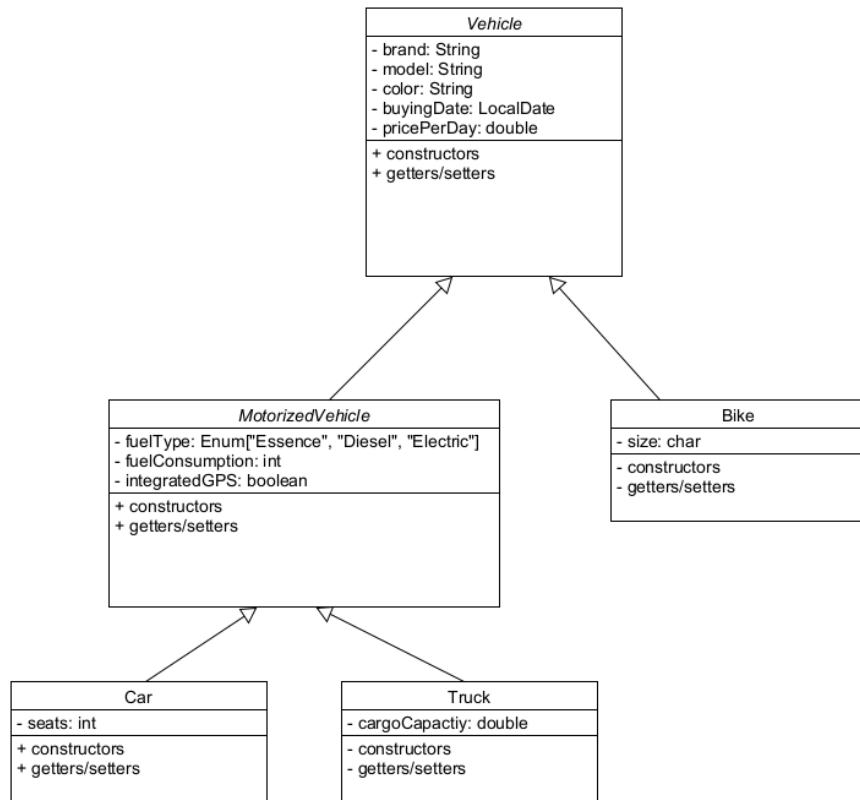 Vehicle
- brand: String
- model: String
- color: String
- buyingDate: LocalDate
- pricePerDay: double
+ constructors
+ getters/setters
MotorizedVehicle
- fuelType: Enum["Essence", "Diesel", "Electric"]
- fuelConsumption: int
- integratedGPS: boolean
+ constructors
+ getters/setters
Bike
- size: char
- constructors
- getters/setters
Car
- seats: int
+ constructors
+ getters/setters
Truck
- cargoCapactiy: double
- constructors
- getters/setters